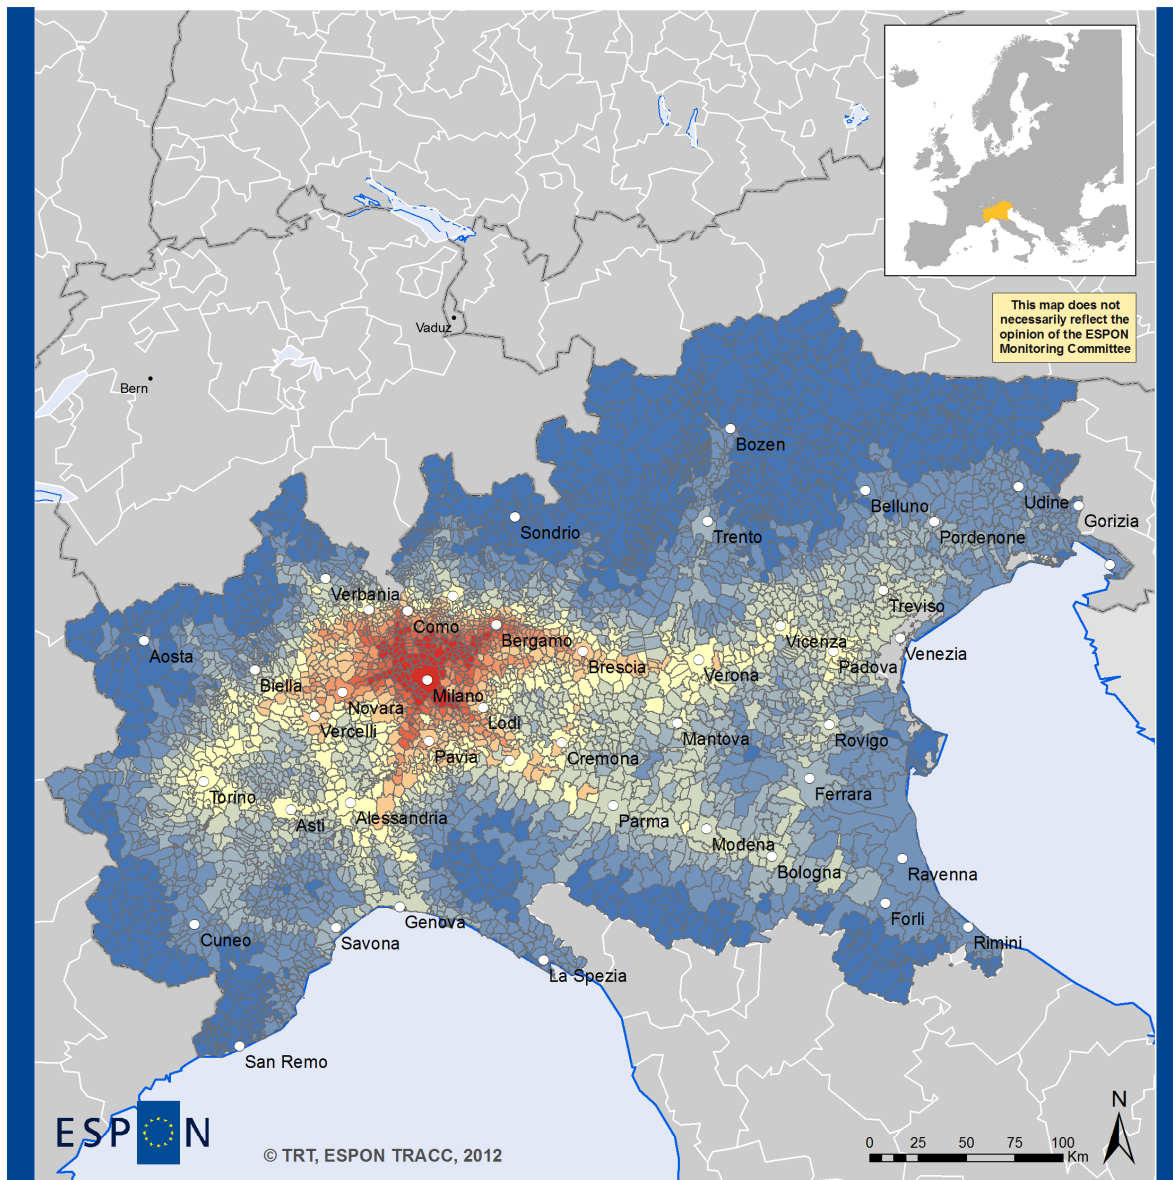 This map does not
necessarily reflect the
opinion of the ESPON
Monitoring Committee
Vaduz
Bern
Bozen
Belluno
Udine
Gorizia
Sondrio
Trento
Pordenone
Verbania
Treviso
Como
Bergamo
Vicenza
Aosta
Brescia
Padova
Venezia
Biella
Verona
Milano
Novara
Lodi
Vercelli
Mantova
Rovigo
Pavia
Cremona
Torino
Ferrara
Asti
Alessandria
Parma
Modena
Bologna
Ravenna
Genova
Forli
Cuneo
Savona
Rimini
La Spezia
San Remo
N
ESPON
© TRT, ESPON TRACC, 2012
0 25 50 75 100
Km